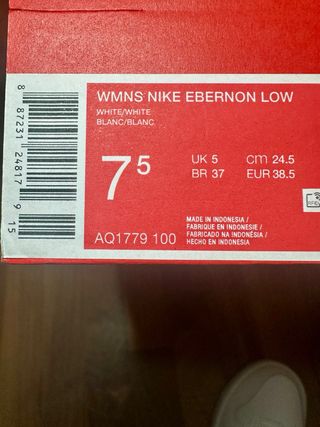 WMNS NIKE EBERNON LOW
WHITE/WHITE
BLANC/BLANC
7 5
UK 5 cm 24.5
BR 37 EUR 38.5
MADE IN INDONESIA /
FABRIQUE EN INDONESIE /
FABRICADO NA INDONÉSIA /
HECHO EN INDONESIA
AQ1779 100
8 87231 24817 9
15